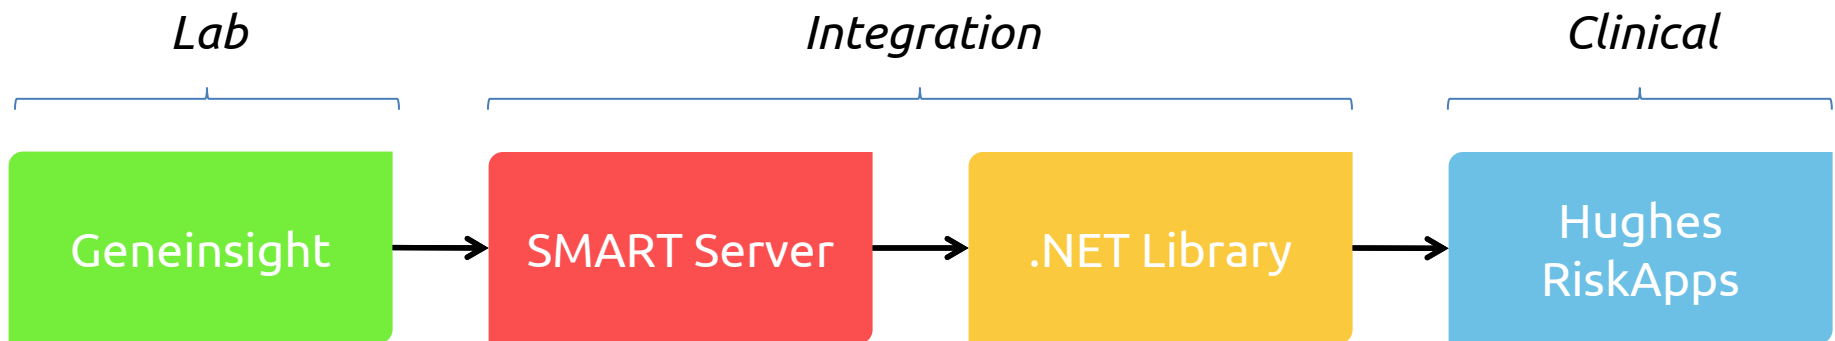 Lab
Integration
Clinical
Geneinsight
SMART Server
.NET Library
Hughes
RiskApps